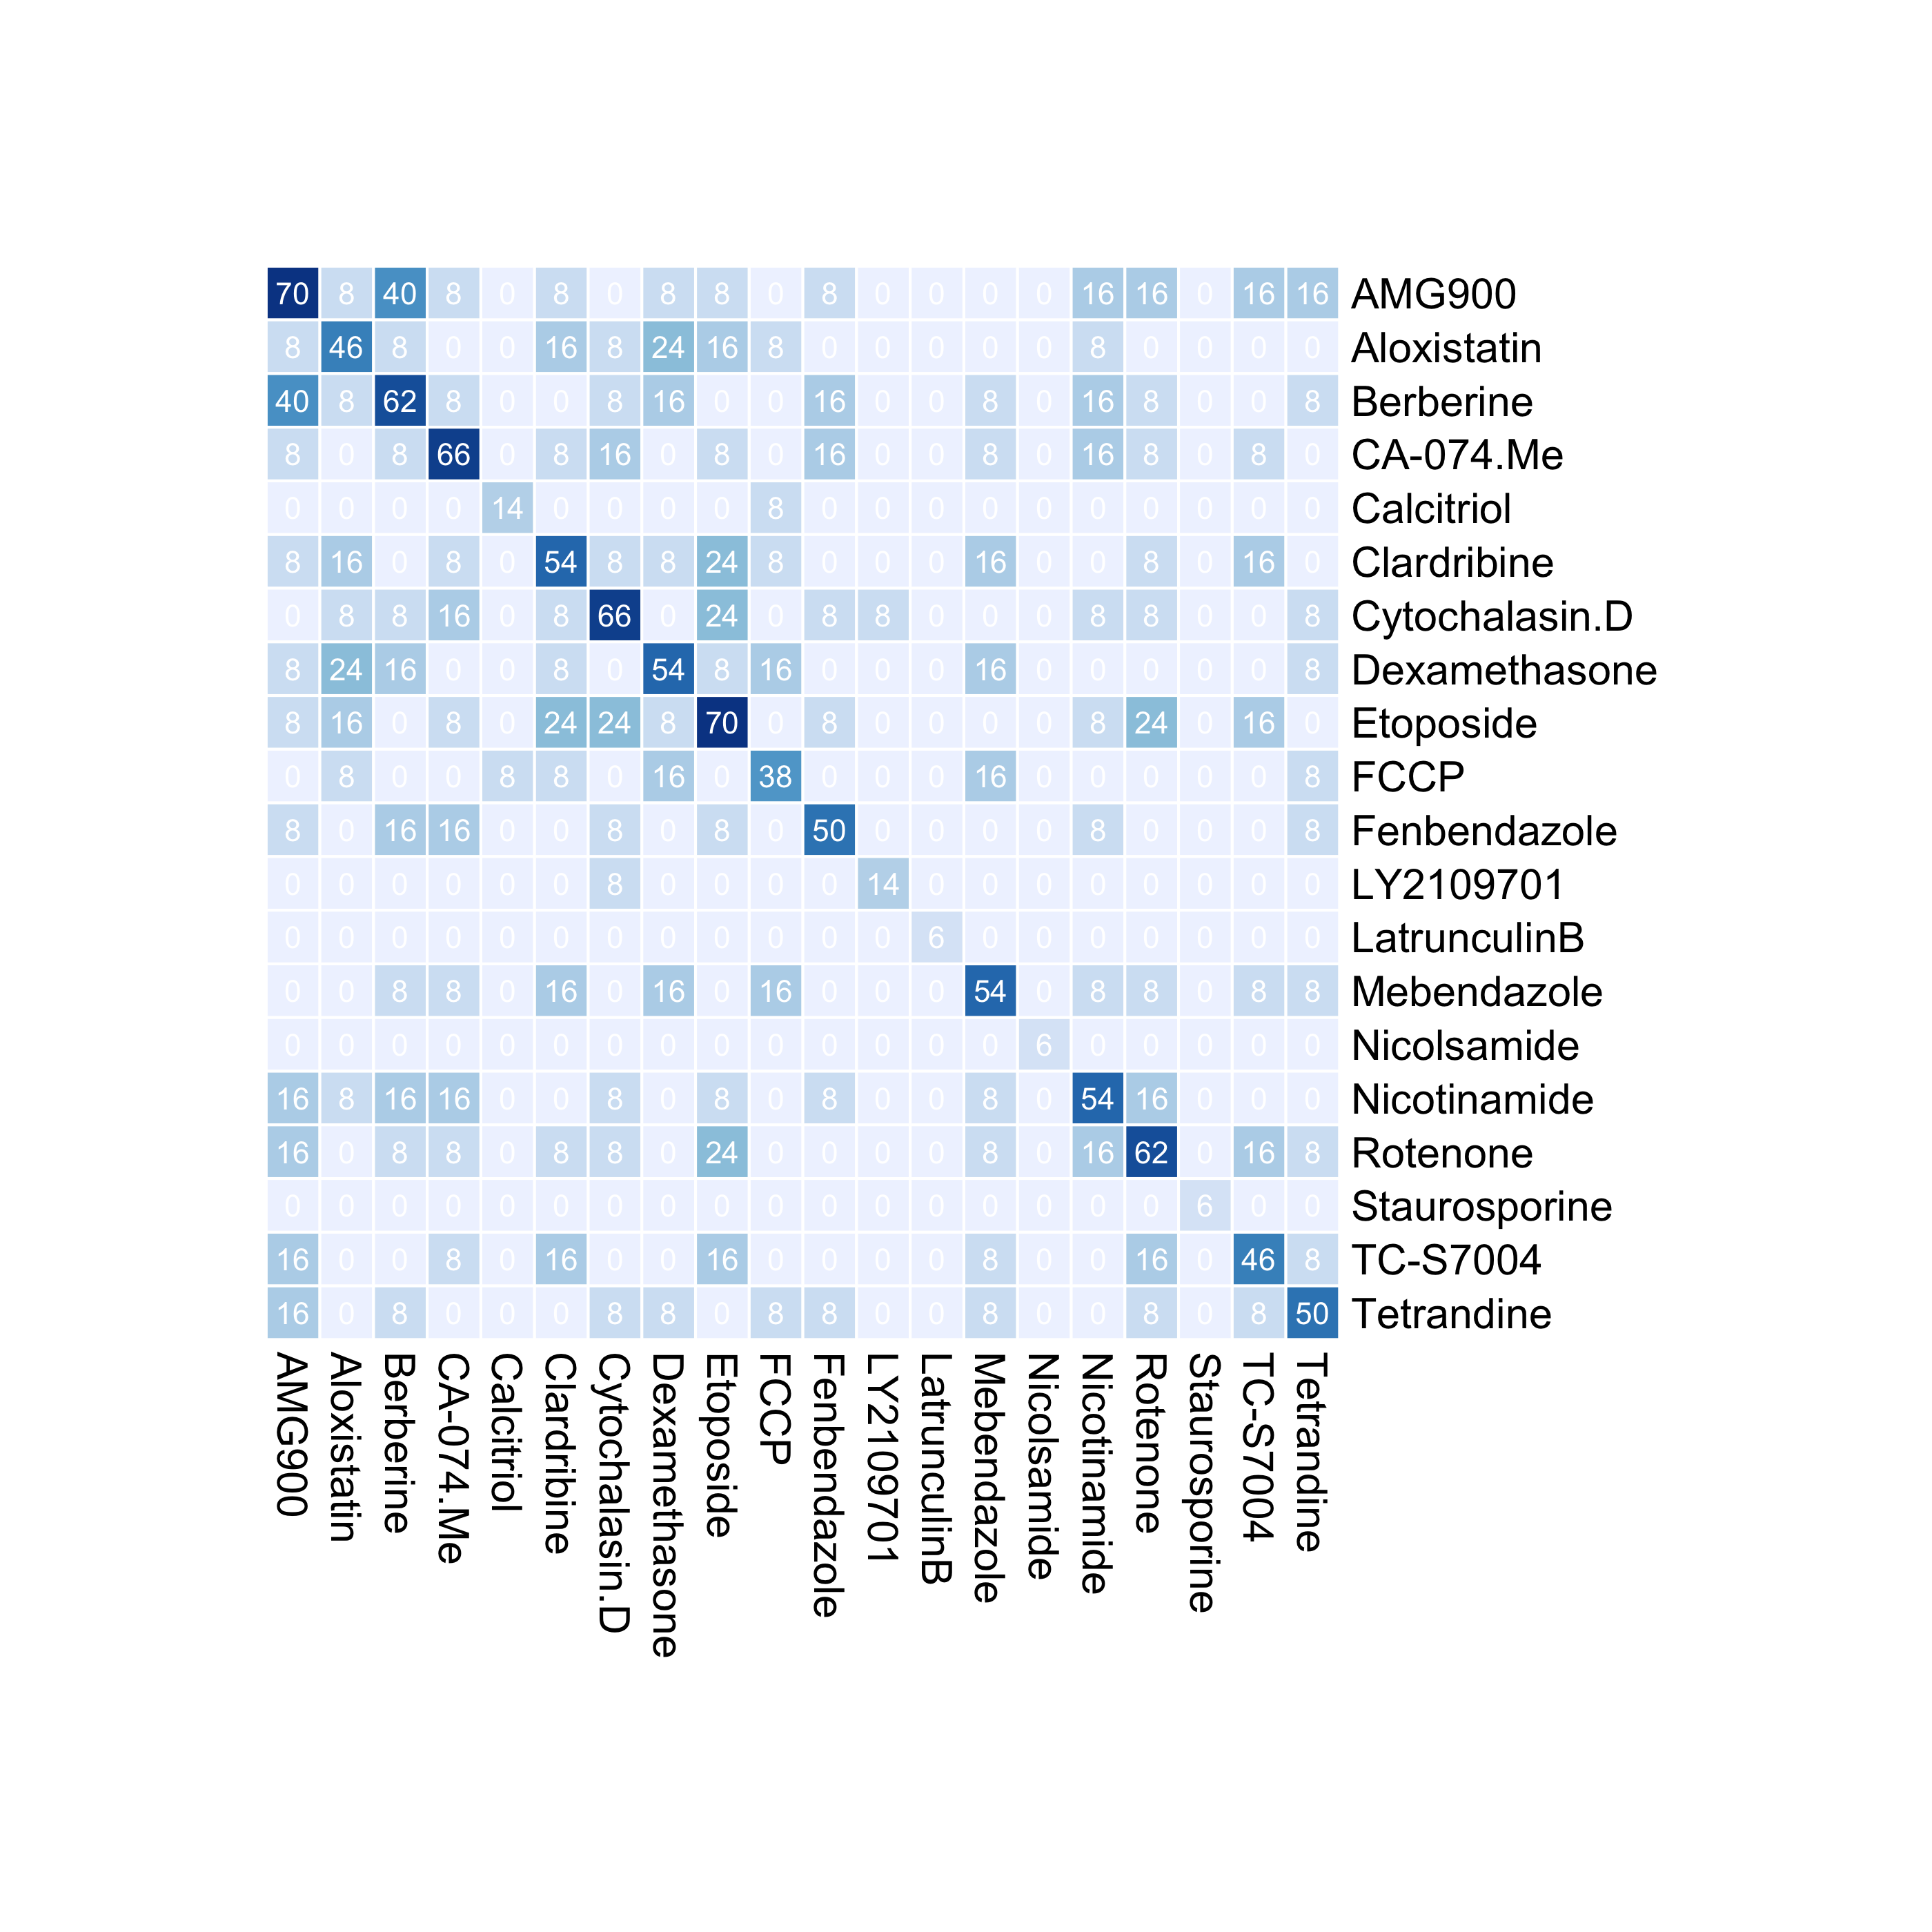 70 8 40 8 0 8 0 8 8 0 8 0 0 0 0 16 16 0 16 16 AMG900
8 46 8 0 0 16 8 24 16 8 0 0 0 0 0 8 0 0 0 0 Aloxistatin
40 8 62 8 0 0 8 16 0 0 16 0 0 8 0 16 8 0 0 8 Berberine
8 0 8 66 0 8 16 0 8 0 16 0 0 8 0 16 8 0 8 0 CA-074.Me
0 0 0 0 14 0 0 0 0 8 0 0 0 0 0 0 0 0 0 0 Calcitriol
8 16 0 8 0 54 8 8 24 8 0 0 0 16 0 0 8 0 16 0 Clardribine
0 8 8 16 0 8 66 0 24 0 8 8 0 0 0 8 8 0 0 8 Cytochalasin.D
8 24 16 0 0 8 0 54 8 16 0 0 0 16 0 0 0 0 0 8 Dexamethasone
8 16 0 8 0 24 24 8 70 0 8 0 0 0 0 8 24 0 16 0 Etoposide
0 8 0 0 8 8 0 16 0 38 0 0 0 16 0 0 0 0 0 8 FCCP
8 0 16 16 0 0 8 0 8 0 50 0 0 0 0 8 0 0 0 8 Fenbendazole
0 0 0 0 0 0 8 0 0 0 0 14 0 0 0 0 0 0 0 0 LY2109701
0 0 0 0 0 0 0 0 0 0 0 0 6 0 0 0 0 0 0 0 LatrunculinB
0 0 8 8 0 16 0 16 0 16 0 0 0 54 0 8 8 0 8 8 Mebendazole
0 0 0 0 0 0 0 0 0 0 0 0 0 0 6 0 0 0 0 0 Nicolsamide
16 8 16 16 0 0 8 0 8 0 8 0 0 8 0 54 16 0 0 0 Nicotinamide
16 0 8 8 0 8 8 0 24 0 0 0 0 8 0 16 62 0 16 8 Rotenone
0 0 0 0 0 0 0 0 0 0 0 0 0 0 0 0 0 6 0 0 Staurosporine
16 0 0 8 0 16 0 0 16 0 0 0 0 8 0 0 16 0 46 8 TC-S7004
16 0 8 0 0 0 8 8 0 8 8 0 0 8 0 0 8 0 8 50 Tetrandine
AMG900
Aloxistatin
Berberine
CA-074.Me
Calcitriol
Clardribine
Cytochalasin.D
Dexamethasone
Etoposide
FCCP
Fenbendazole
LY2109701
LatrunculinB
Mebendazole
Nicolsamide
Nicotinamide
Rotenone
Staurosporine
TC-S7004
Tetrandine